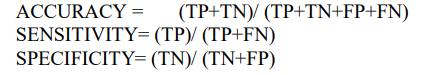 ACCURACY = (TP+TN)/ (TP+TN+FP+FN)
SENSITIVITY= (TP)/ (TP+FN)
SPECIFICITY= (TN)/ (TN+FP)